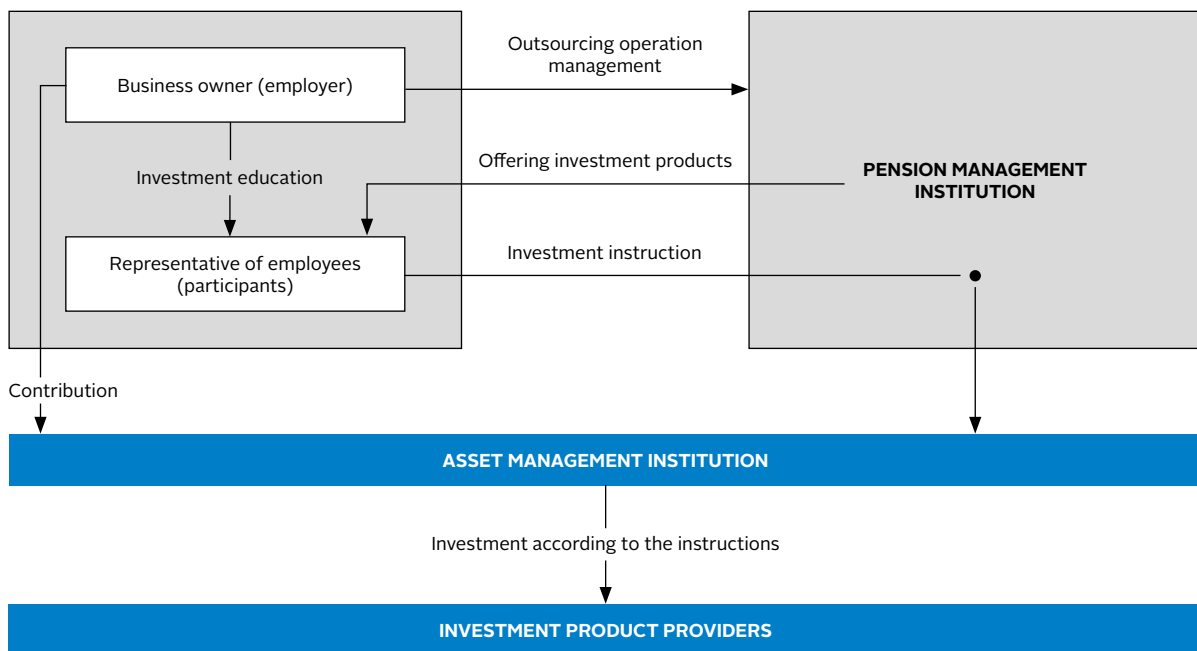 Outsourcing operation
management
Business owner (employer)
Offering investment products
Investment education
PENSION MANAGEMENT
INSTITUTION
Representative of employees
(participants)
Investment instruction
Contribution
ASSET MANAGEMENT INSTITUTION
Investment according to the instructions
INVESTMENT PRODUCT PROVIDERS